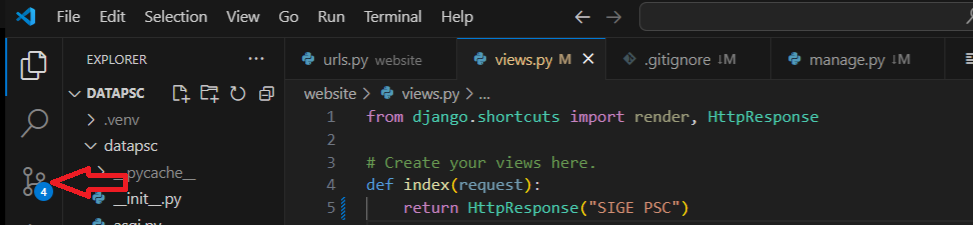 File Edit Selection View Go Run Terminal Help
EXPLORER ...
urls.py website
views.py M
.gitignore ↓M
manage.py ↓M
DATAPSC
.venv
datapsc
__pycache__
__init__.py
asgi.py
4
website > views.py > ...
1 from django.shortcuts import render, HttpResponse
2
3 # Create your views here.
4 def index(request):
5 return HttpResponse("SIGE PSC")